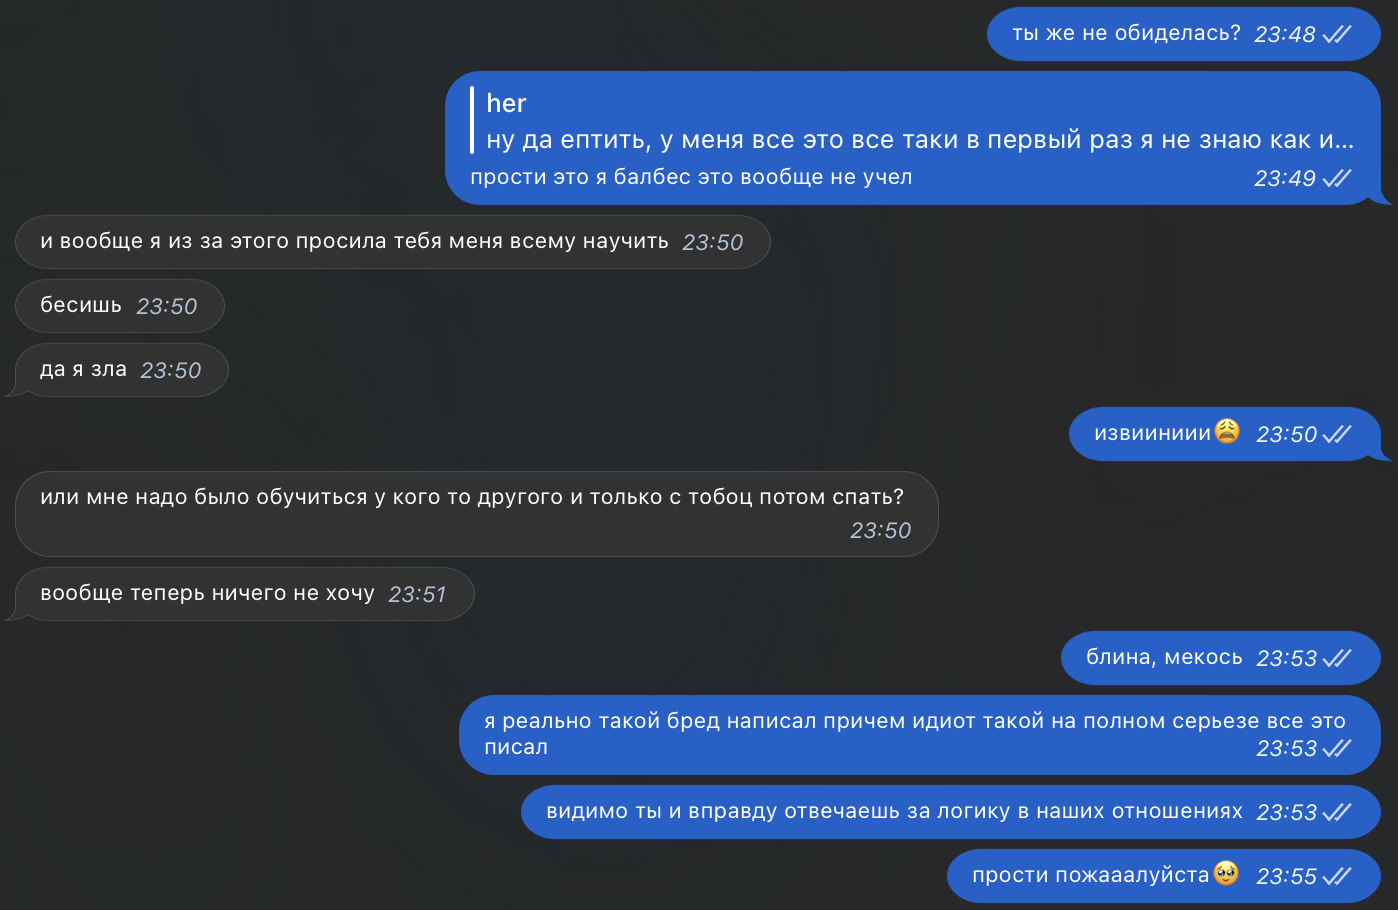 ты же не обиделась? 23:48
her
ну да ептить, у меня все это все таки в первый раз я не знаю как и...
прости это я балбес это вообще не учел 23:49
и вообще я из за этого просила тебя меня всему научить 23:50
бесишь 23:50
да я зла 23:50
извииниии😩 23:50
или мне надо было обучиться у кого то другого и только с тобоц потом спать?
23:50
вообще теперь ничего не хочу 23:51
блина, мекось 23:53
я реально такой бред написал причем идиот такой на полном серьезе все это
писал 23:53
видимо ты и вправду отвечаешь за логику в наших отношениях 23:53
прости пожааалуйста🥹 23:55